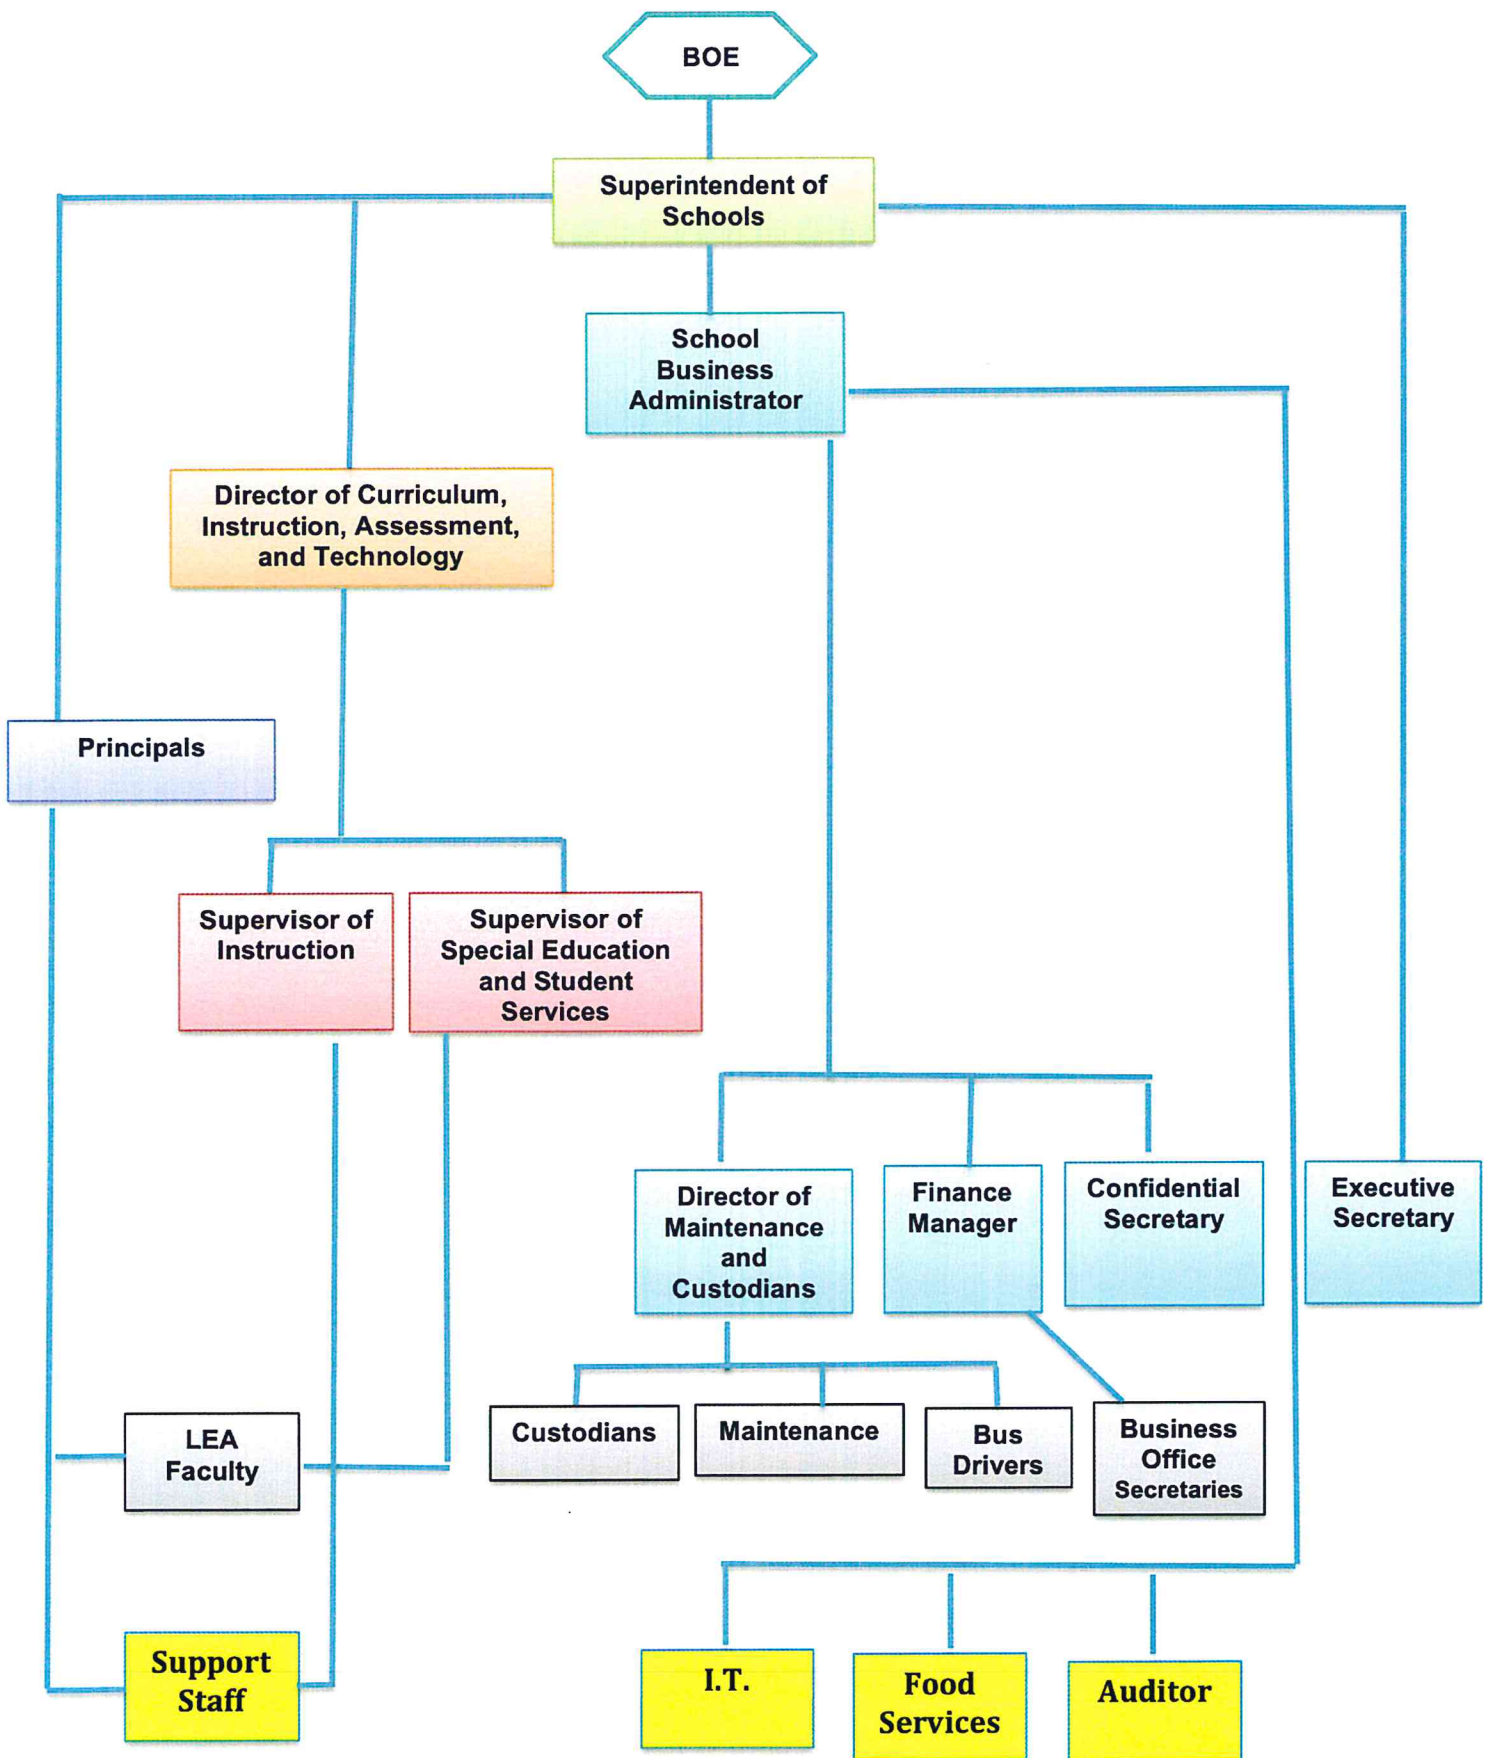 BOE
Superintendent of
Schools
School
Business
Administrator
Director of Curriculum,
Instruction, Assessment,
and Technology
Principals
Supervisor of
Instruction
Supervisor of
Special Education
and Student
Services
Director of
Maintenance
and
Custodians
Finance
Manager
Confidential
Secretary
Executive
Secretary
Custodians
Maintenance
Bus
Drivers
Business
Office
Secretaries
LEA
Faculty
Support
Staff
I.T.
Food
Services
Auditor